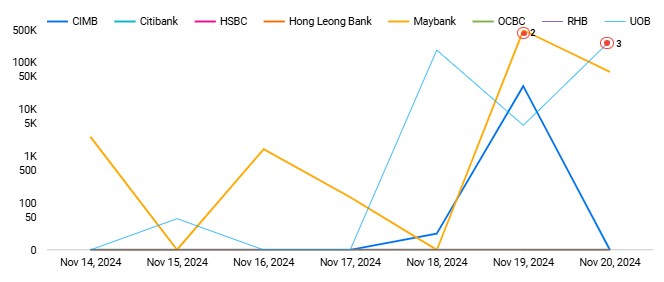 CIMB Citibank HSBC Hong Leong Bank Maybank OCBC RHB UOB
500K
2
3
100K
50K
10K
5K
1K
500
100
50
0
Nov 14, 2024 Nov 15, 2024 Nov 16, 2024 Nov 17, 2024 Nov 18, 2024 Nov 19, 2024 Nov 20, 2024